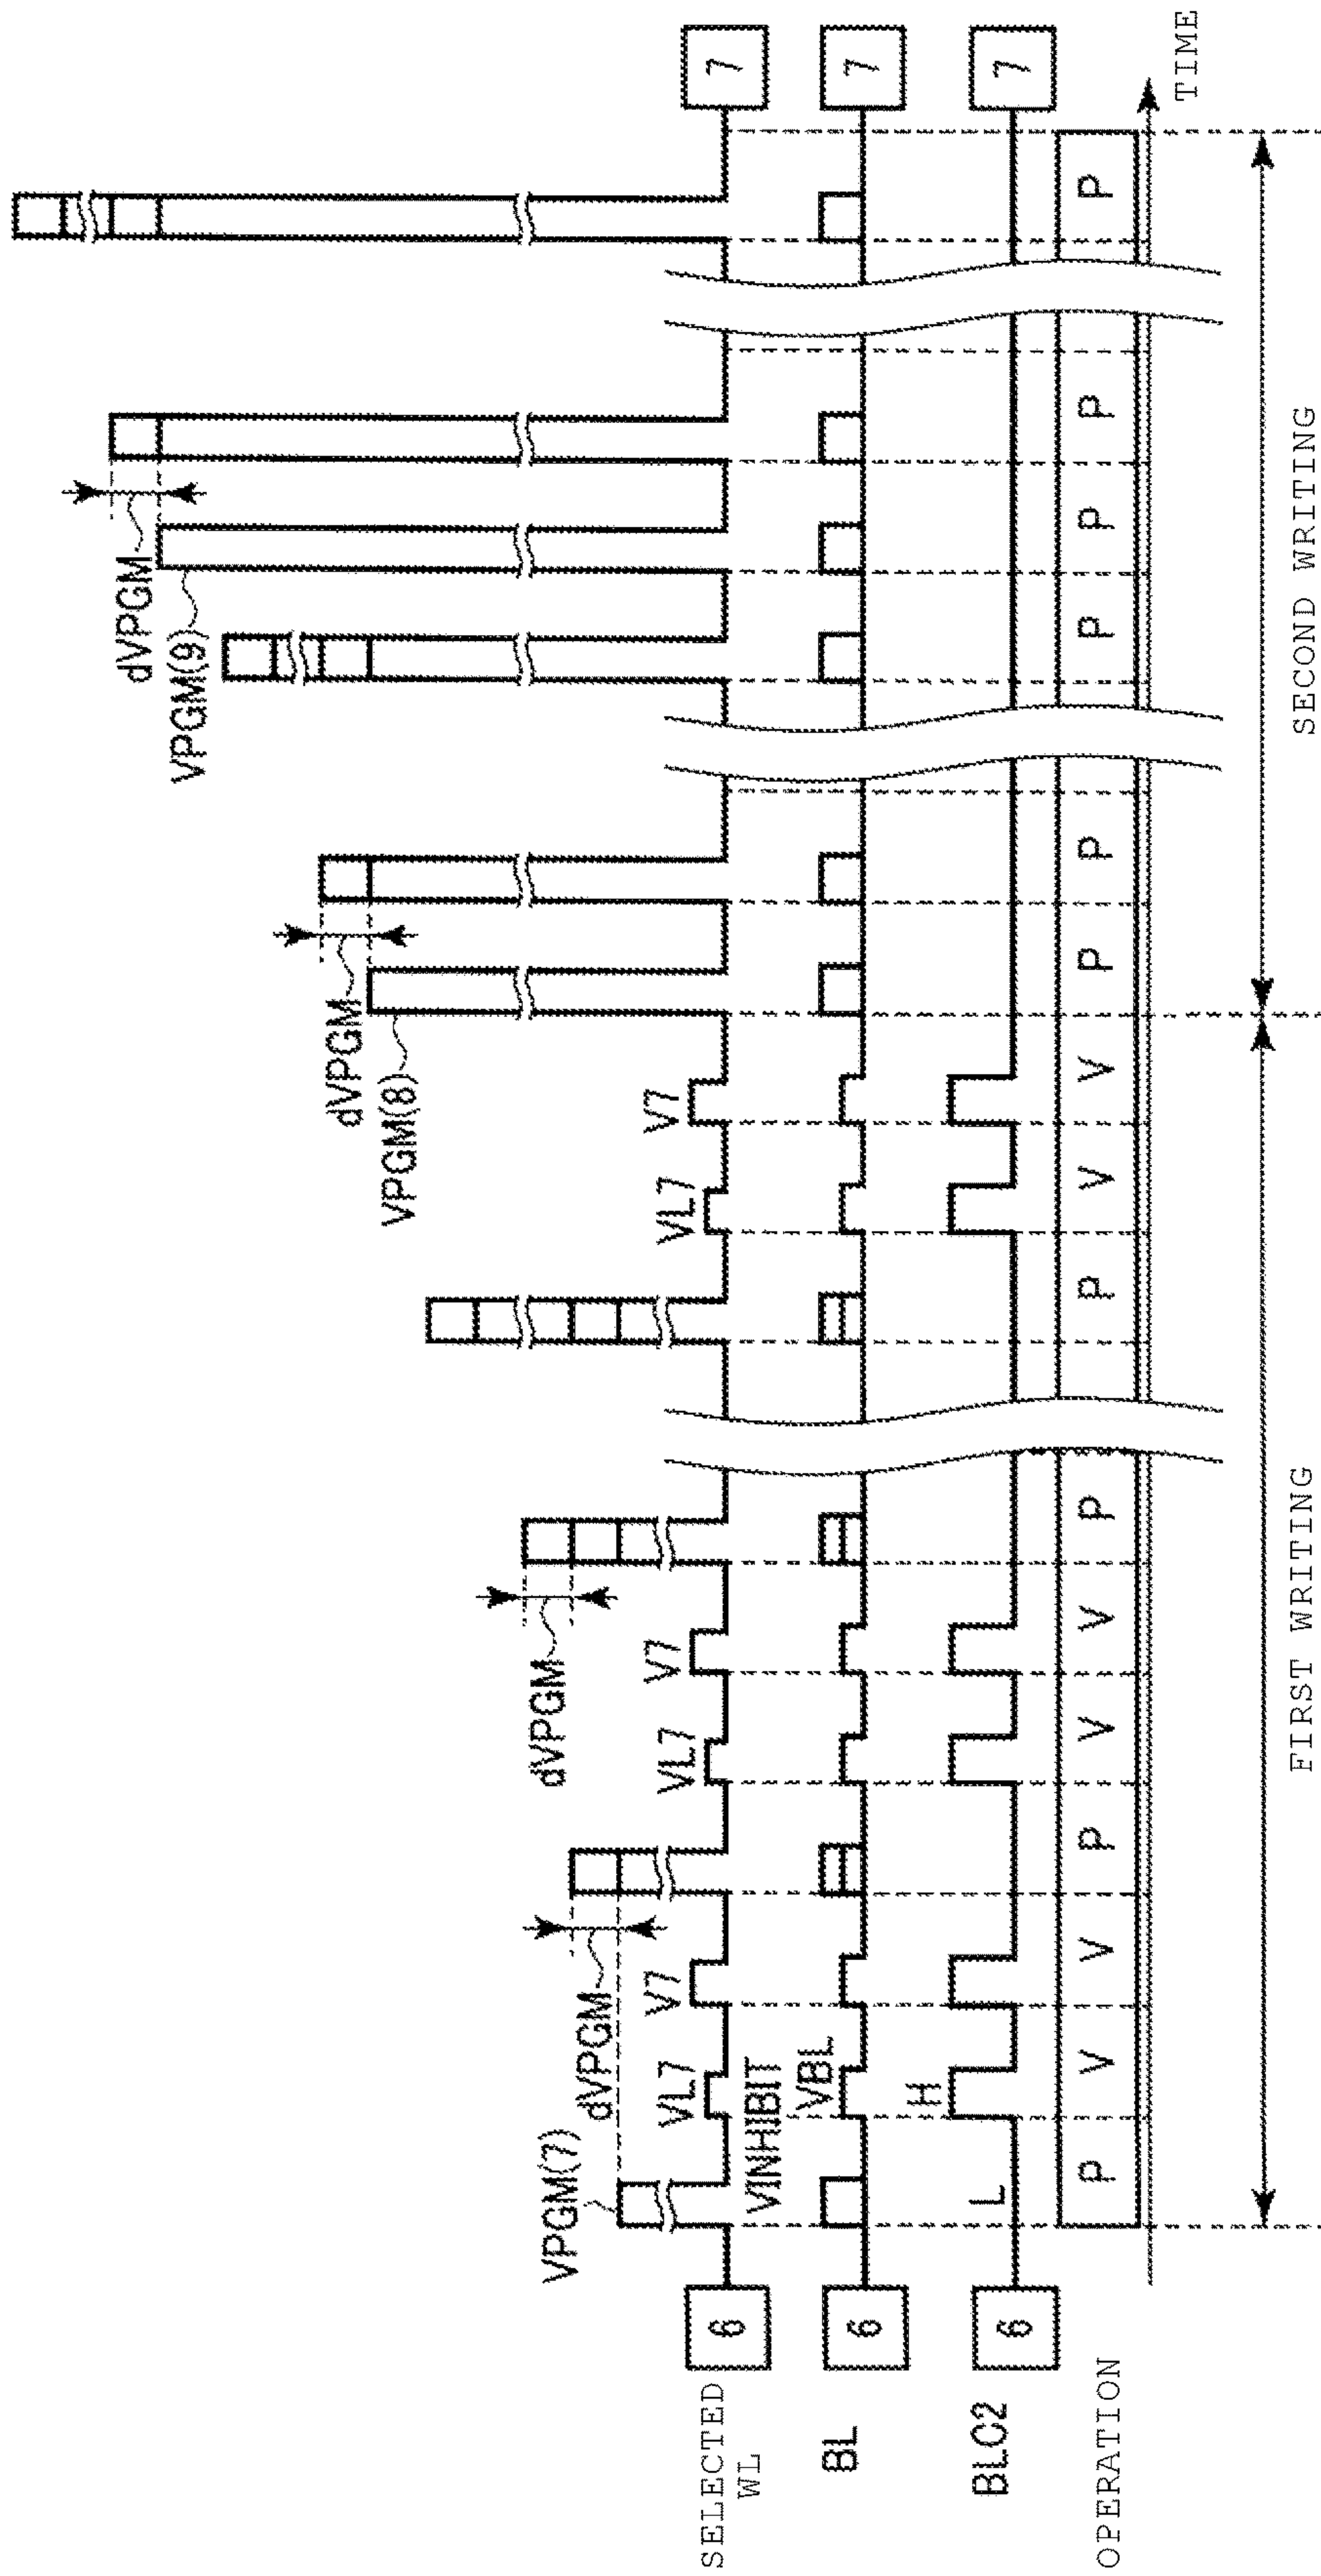 dVPGM
VPGM(9)
dVPGM
VPGM(8)
dVPGM
VPGM(7)
dVPGM
SELECTED
WL
6
VL7
V7
VL7
V7
VL7
V7
7
VINHIBIT
VBL
BL
6
7
H
L
BLC2
6
7
OPERATION
P V V P V V P P V V P P P P P P
TIME
FIRST WRITING
SECOND WRITING